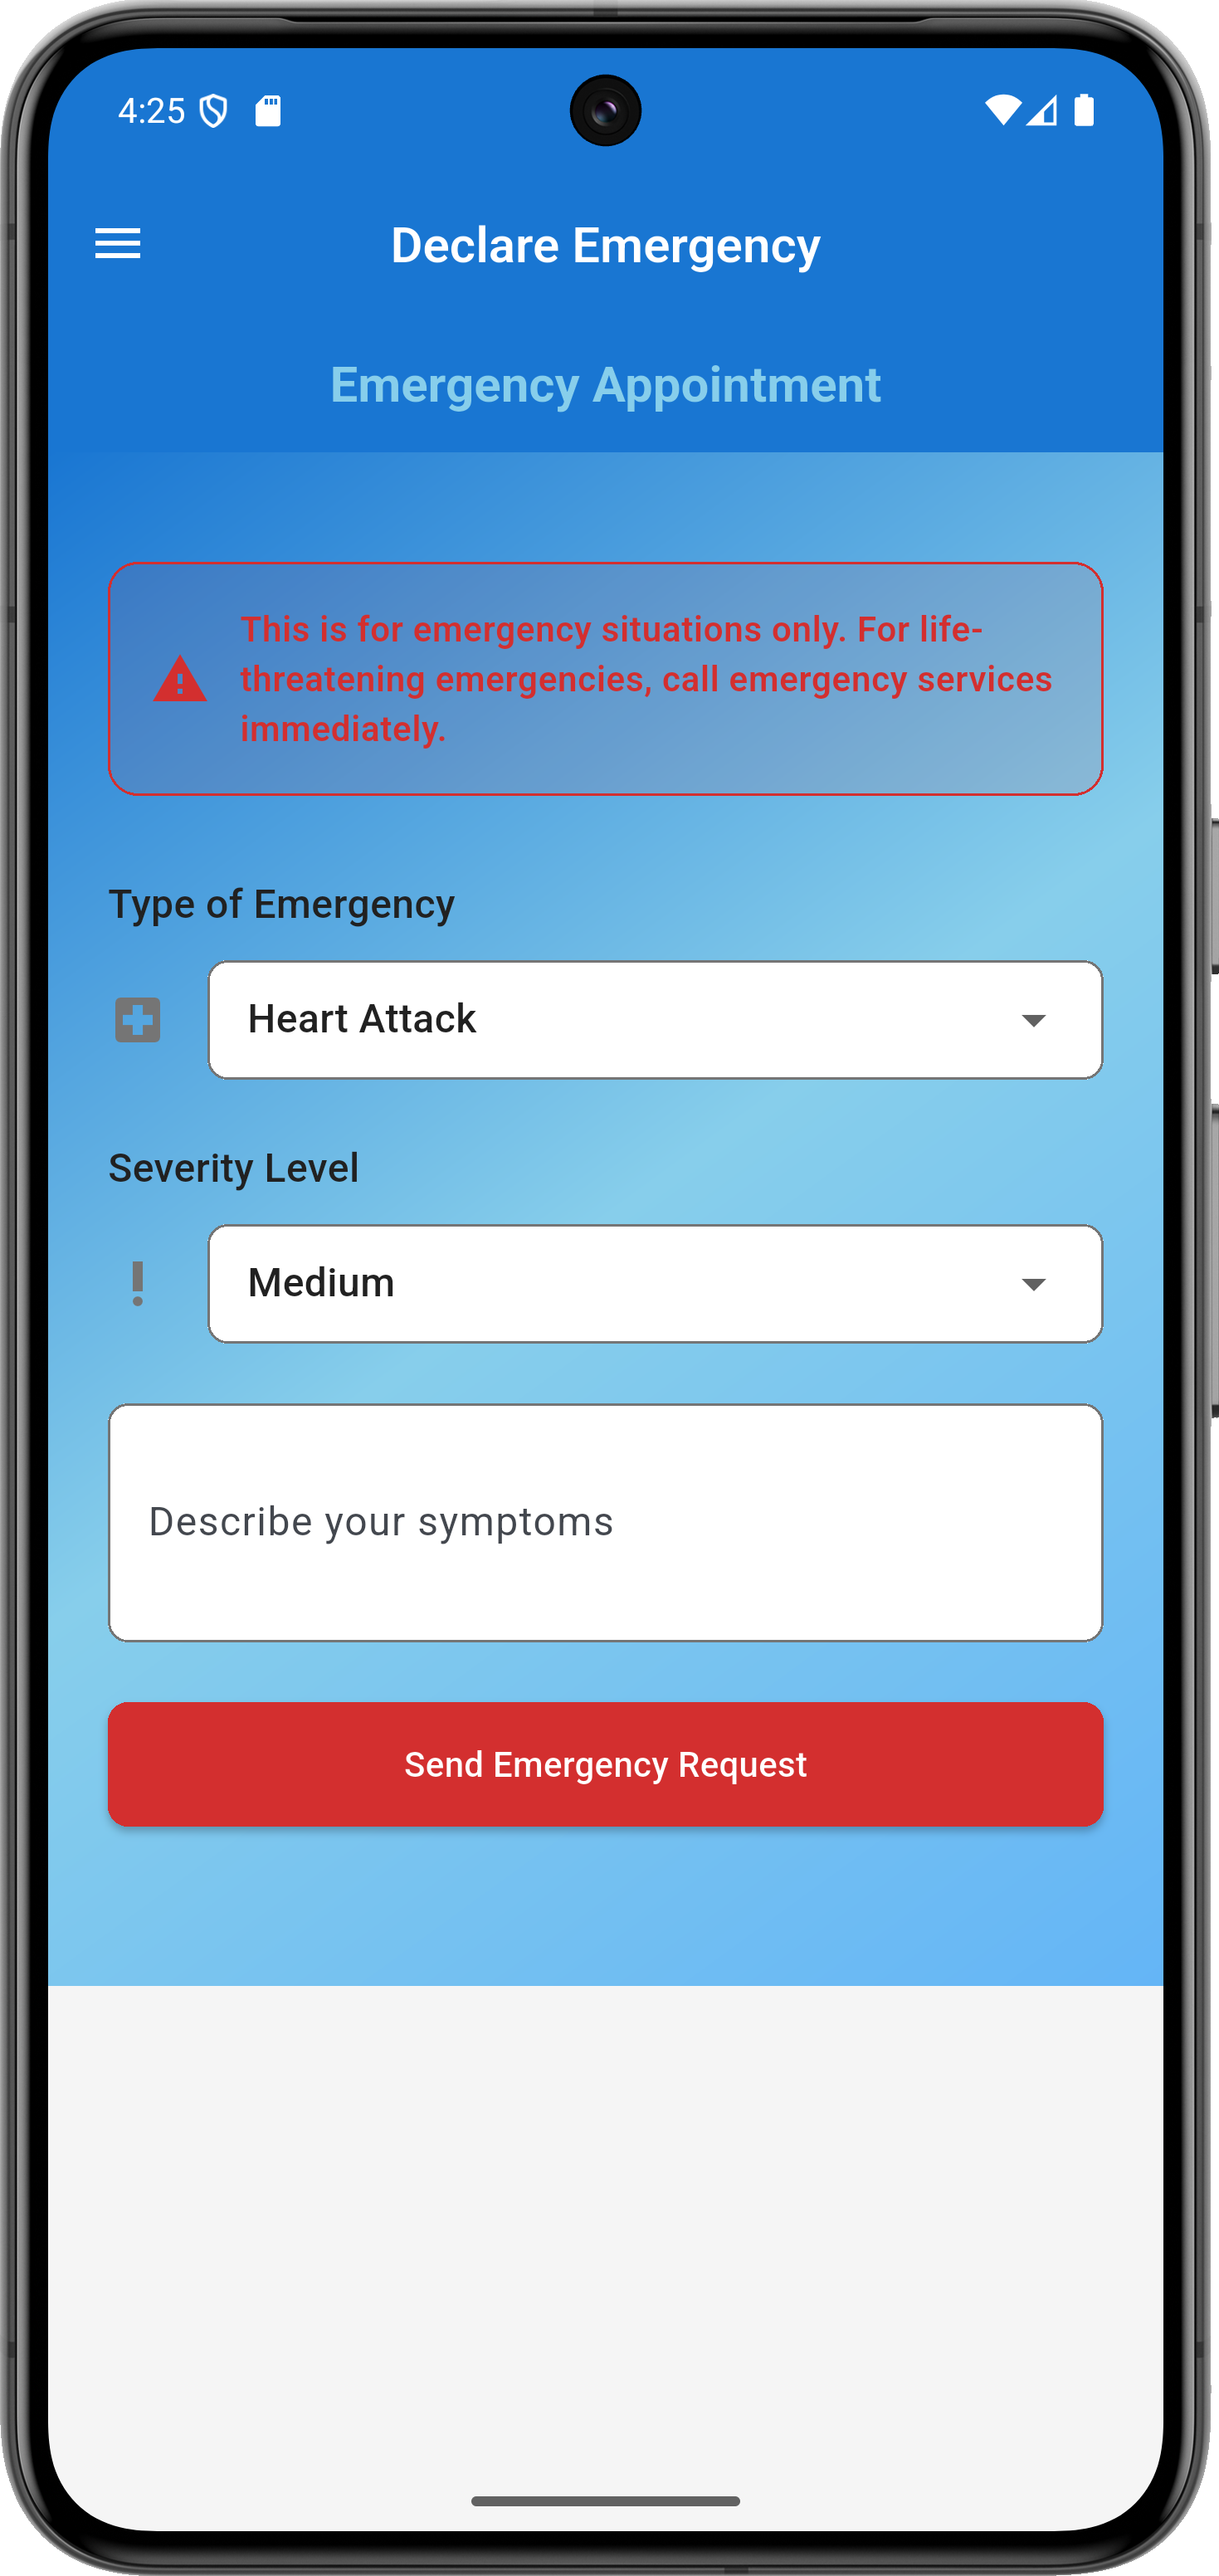 4:25
Declare Emergency
Emergency Appointment
This is for emergency situations only. For life-
threatening emergencies, call emergency services
immediately.
Type of Emergency
Heart Attack
Severity Level
Medium
Describe your symptoms
Send Emergency Request